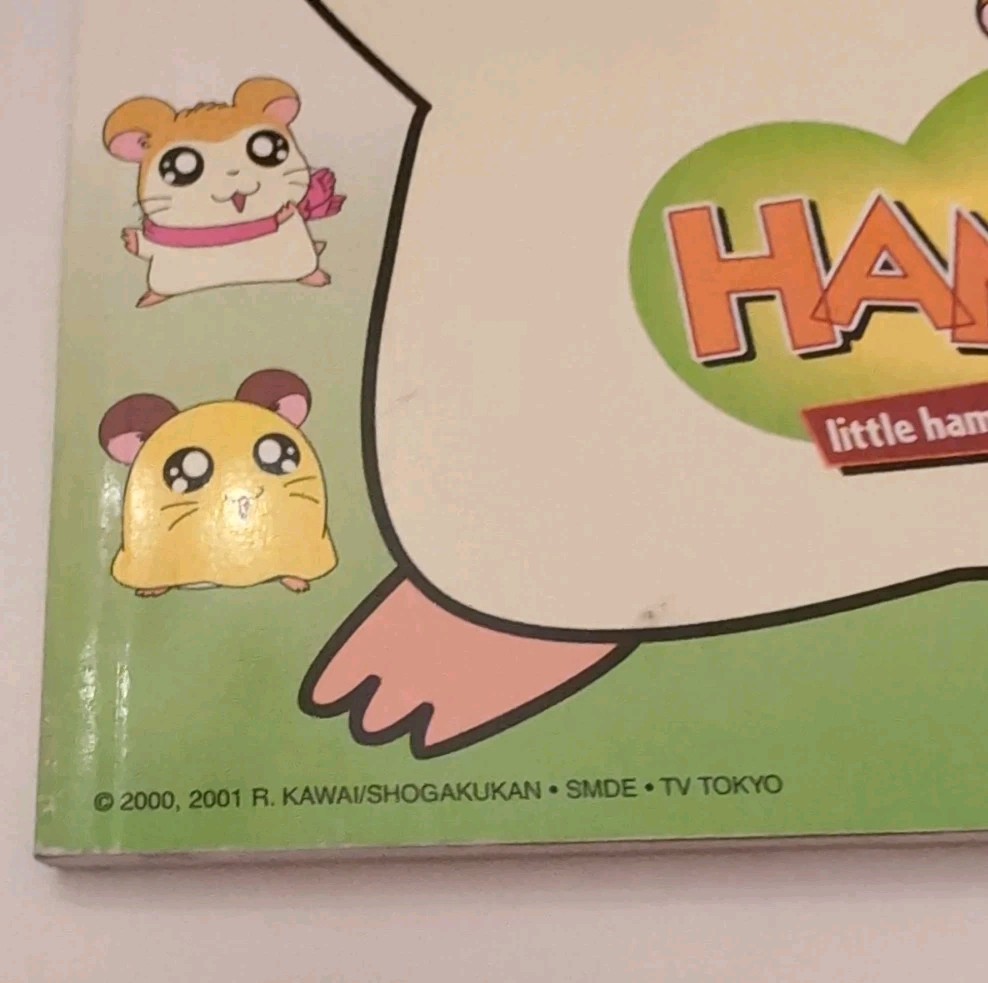 HAM
little ham
© 2000, 2001 R. KAWAI/SHOGAKUKAN • SMDE • TV TOKYO